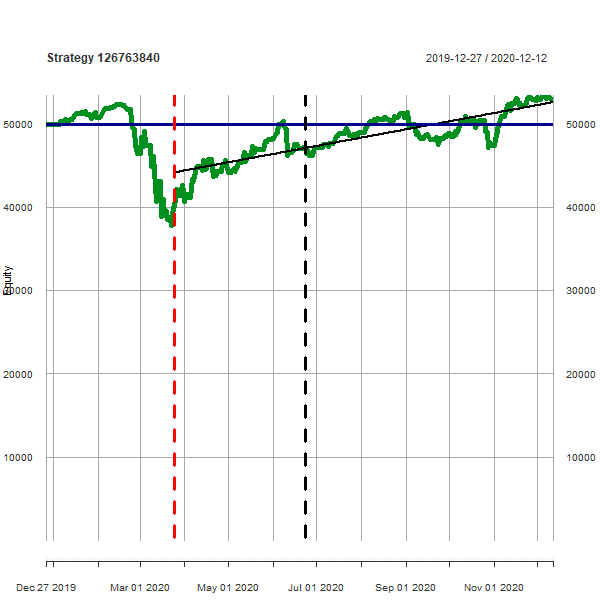 Strategy 126763840
2019-12-27 / 2020-12-12
50000
50000
40000
40000
Equity
30000
30000
20000
20000
10000
10000
Dec 27 2019
Mar 01 2020
May 01 2020
Jul 01 2020
Sep 01 2020
Nov 01 2020